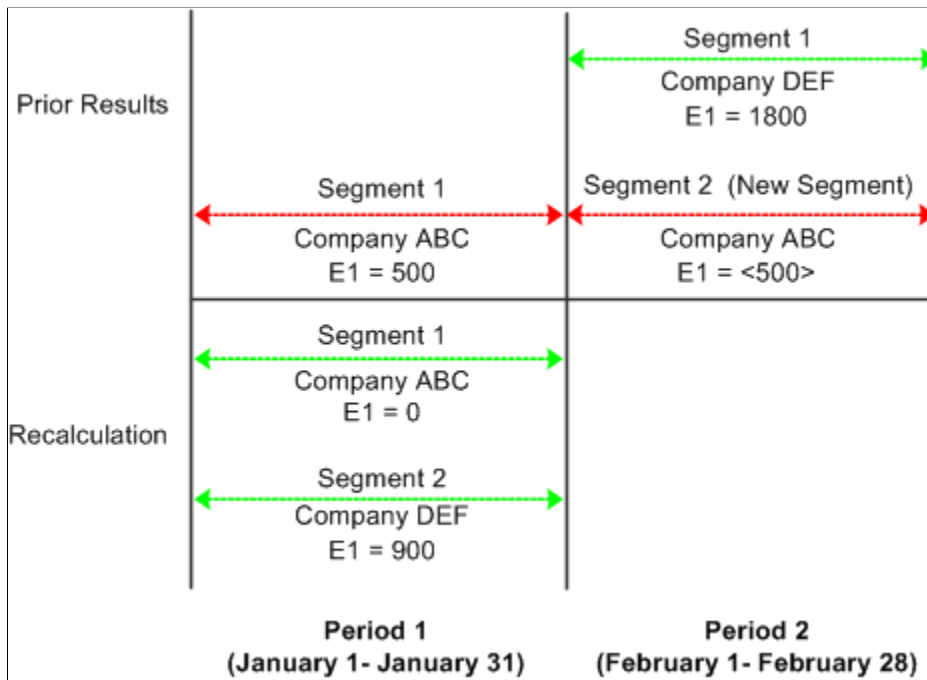 Prior Results
Segment 1
Company DEF
E1 = 1800
Segment 1
Company ABC
E1 = 500
Segment 2 (New Segment)
Company ABC
E1 = <500>
Recalculation
Segment 1
Company ABC
E1 = 0
Segment 2
Company DEF
E1 = 900
Period 1
(January 1- January 31)
Period 2
(February 1- February 28)